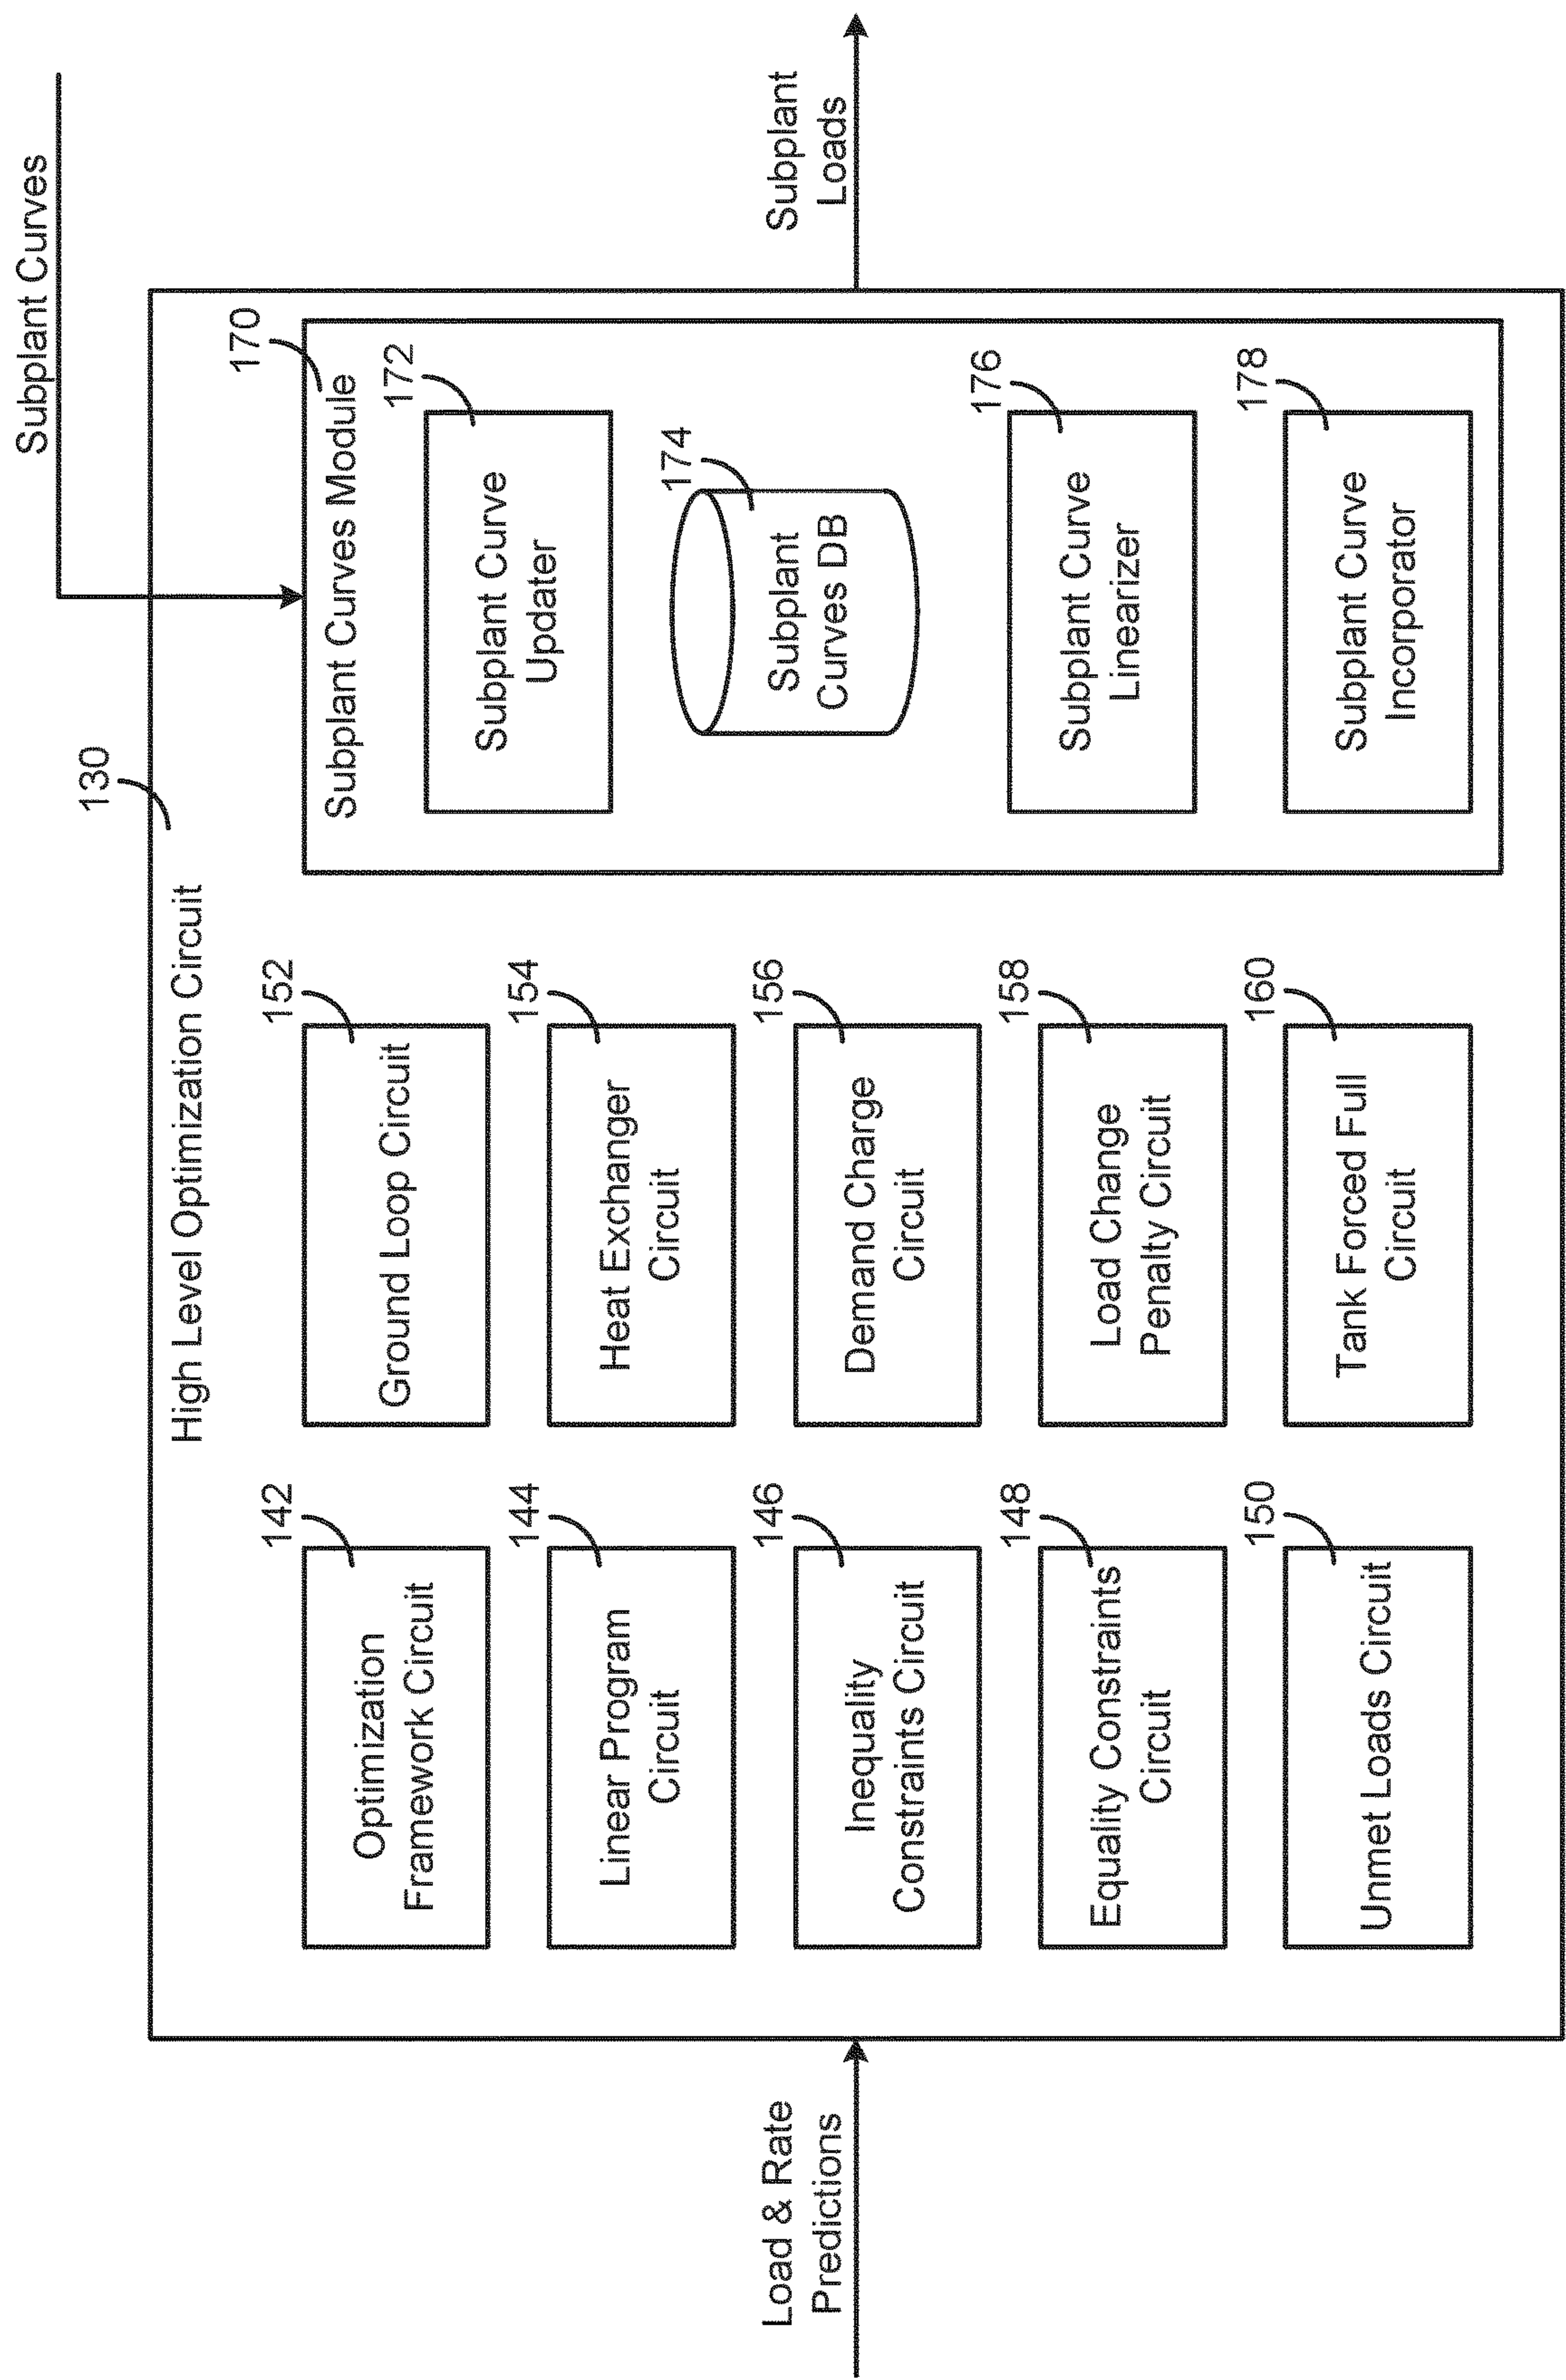 Subplant Curves
130
High Level Optimization Circuit
Load & Rate
Predictions
142
Optimization
Framework Circuit
144
Linear Program
Circuit
146
Inequality
Constraints Circuit
148
Equality Constraints
Circuit
150
Unmet Loads Circuit
152
Ground Loop Circuit
154
Heat Exchanger
Circuit
156
Demand Charge
Circuit
158
Load Change
Penalty Circuit
160
Tank Forced Full
Circuit
170
Subplant Curves Module
172
Subplant Curve
Updater
174
Subplant
Curves DB
176
Subplant Curve
Linearizer
178
Subplant Curve
Incorporator
Subplant
Loads